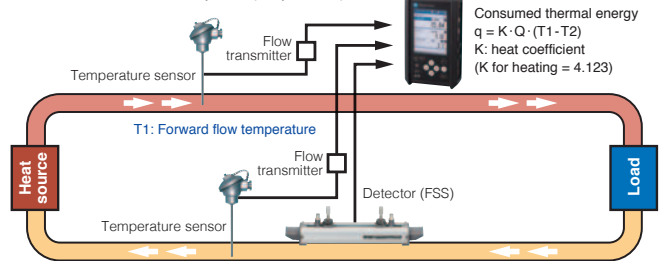 Consumed thermal energy
q = K·Q·(T1-T2)
K: heat coefficient
(K for heating = 4.123)
Flow
transmitter
Temperature sensor
T1: Forward flow temperature
Heat
source
Flow
transmitter
Load
Detector (FSS)
Temperature sensor